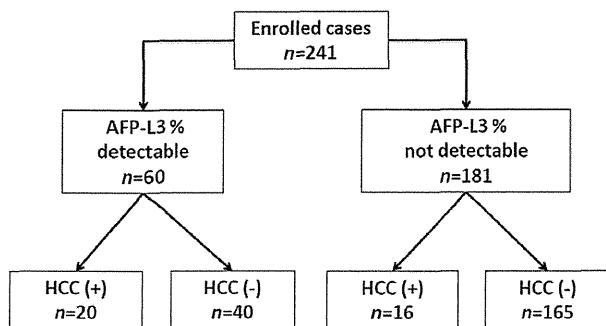 Enrolled cases
n=241
AFP-L3 %
detectable
n=60
AFP-L3 %
not detectable
n=181
HCC (+)
n=20
HCC (-)
n=40
HCC (+)
n=16
HCC (-)
n=165